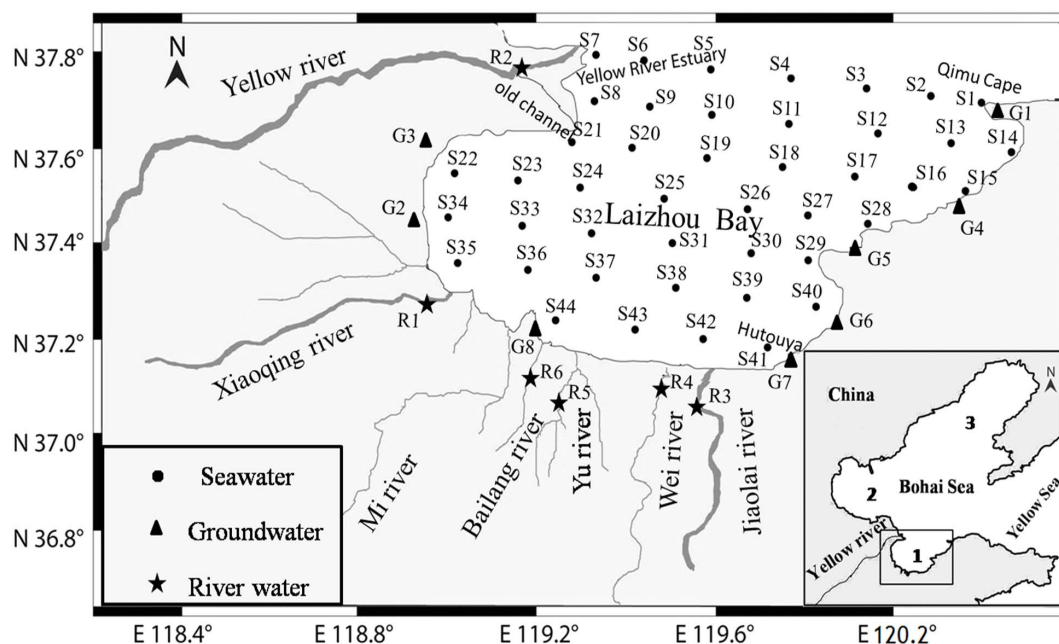 N 37.8
N 37.6
N 37.4
N 37.2
N 37.0
N 36.8
E 118.4
E 118.8
E 119.2
E 119.6
E 120.2
N
Yellow river
R2
old channel
Yellow River Estuary
Qimu Cape
S7
S6
S5
S4
S3
S2
S1
G1
S8
S9
S10
S11
S12
S13
S14
G3
S21
S20
S19
S18
S17
S16
S15
S22
S23
S24
S25
S26
S27
S28
G4
G2
S34
S33
S32
Laizhou Bay
S31
S30
S29
G5
S35
S36
S37
S38
S39
S40
R1
Xiaoqing river
G8
S44
S43
S42
Hutouya
S41
G6
G7
R6
R5
R4
R3
Mi river
Bailang river
Yu river
Wei river
Jiaolai river
Seawater
Groundwater
River water
China
N
3
2
Bohai Sea
1
Yellow river
Yellow Sea